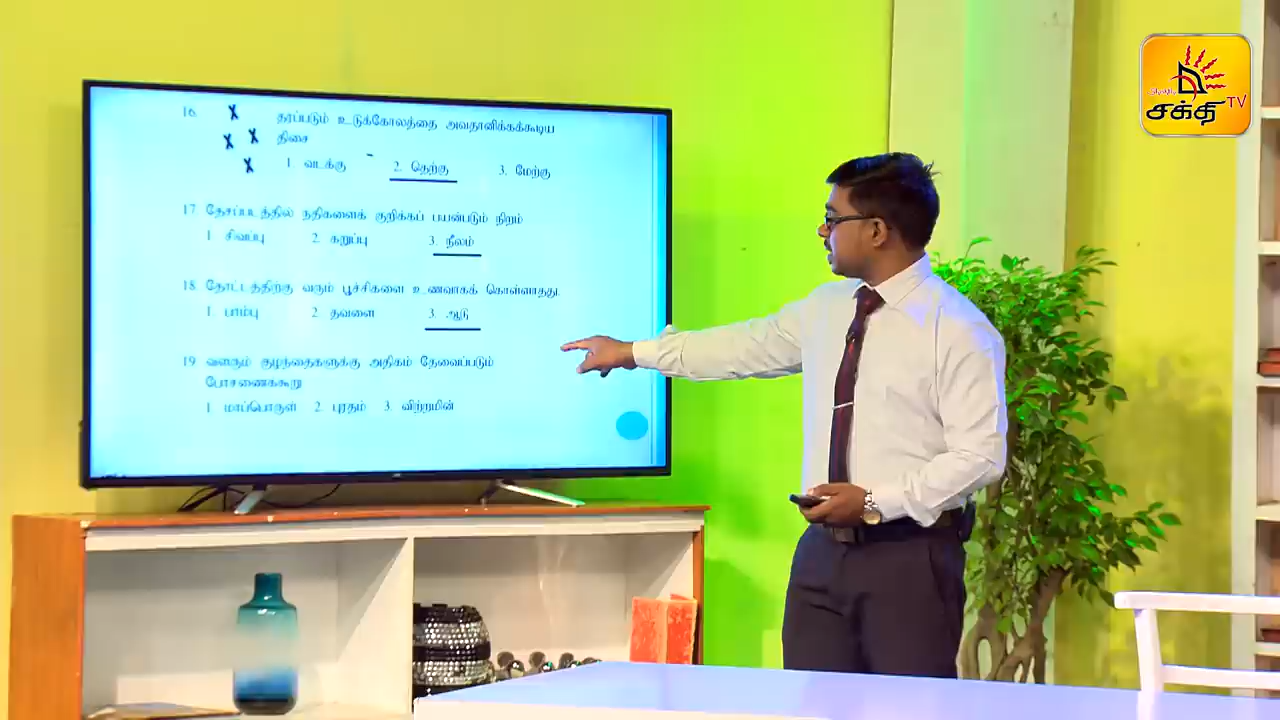 சக்தி TV
16. தரப்படும் உடுக்கோலத்தை அவதானிக்கக்கூடிய
திசை
1. வடக்கு 2. தெற்கு 3. மேற்கு
17 தேசப்படத்தில் நதிகளைக் குறிக்கப் பயன்படும் நிறம்
1. சிவப்பு 2. கறுப்பு 3. நீலம்
18 தோட்டத்திற்கு வரும் பூச்சிகளை உணவாகக் கொள்ளாதது.
1. பாம்பு 2. தவளை 3. ஆடு
19 வளரும் குழந்தைகளுக்கு அதிகம் தேவைப்படும்
போசணைக்கூறு
1. மாப்பொருள் 2. புரதம் 3. விற்றமின்